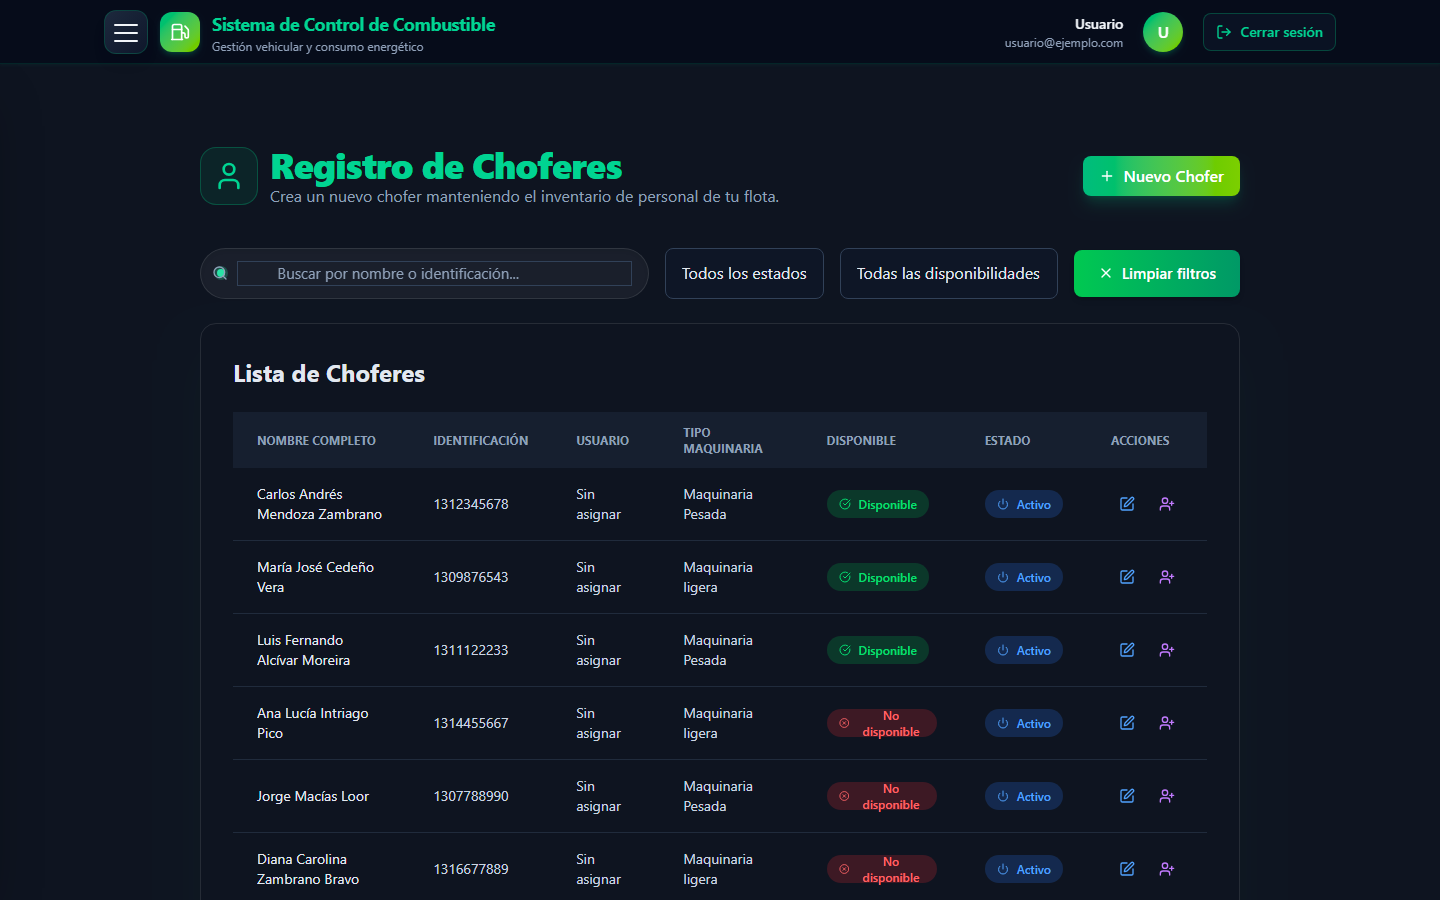 Sistema de Control de Combustible
Gestión vehicular y consumo energético
Usuario
usuario@ejemplo.com
U
Cerrar sesión
Registro de Choferes
Crea un nuevo chofer manteniendo el inventario de personal de tu flota.
Nuevo Chofer
Buscar por nombre o identificación...
Todos los estados
Todas las disponibilidades
Limpiar filtros
Lista de Choferes
NOMBRE COMPLETO
IDENTIFICACIÓN
USUARIO
TIPO
MAQUINARIA
DISPONIBLE
ESTADO
ACCIONES
Carlos Andrés
Mendoza Zambrano
1312345678
Sin
asignar
Maquinaria
Pesada
Disponible
Activo
María José Cedeño
Vera
1309876543
Sin
asignar
Maquinaria
ligera
Disponible
Activo
Luis Fernando
Alcívar Moreira
1311122233
Sin
asignar
Maquinaria
Pesada
Disponible
Activo
Ana Lucía Intriago
Pico
1314455667
Sin
asignar
Maquinaria
ligera
No
disponible
Activo
Jorge Macías Loor
1307788990
Sin
asignar
Maquinaria
Pesada
No
disponible
Activo
Diana Carolina
Zambrano Bravo
1316677889
Sin
asignar
Maquinaria
ligera
No
disponible
Activo